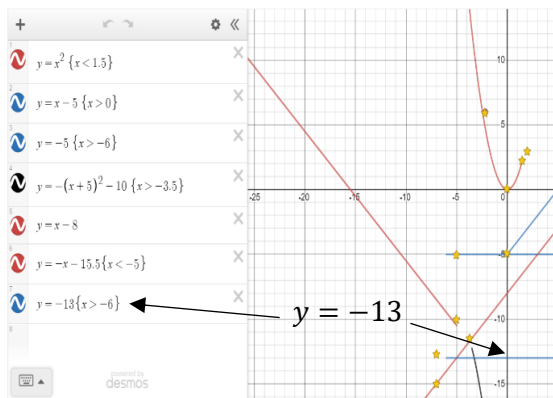 1
y = x² {x < 1.5}
2
y = x − 5 {x > 0}
3
y = −5 {x > −6}
4
y = −(x + 5)² − 10 {x > −3.5}
5
y = x − 8
6
y = −x − 15.5{x < −5}
7
y = −13{x > −6}
8
powered by
desmos
y = −13
10
5
-25 -20 -15 -10 -5 0 5
-5
-10
-15